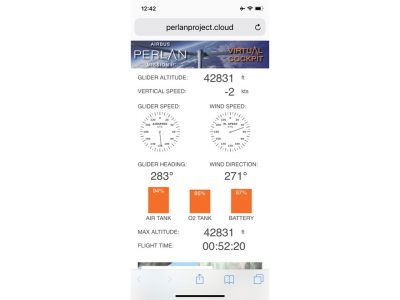 12:42
perlanproject.cloud
AIRBUS
PERLAN
MISSION II
VIRTUAL
COCKPIT
GLIDER ALTITUDE: 42831 ft
VERTICAL SPEED: -2 kts
GLIDER SPEED: WIND SPEED:
GLIDER HEADING: WIND DIRECTION:
283° 271°
94% 85% 87%
AIR TANK O2 TANK BATTERY
MAX ALTITUDE: 42831 ft
FLIGHT TIME: 00:52:20